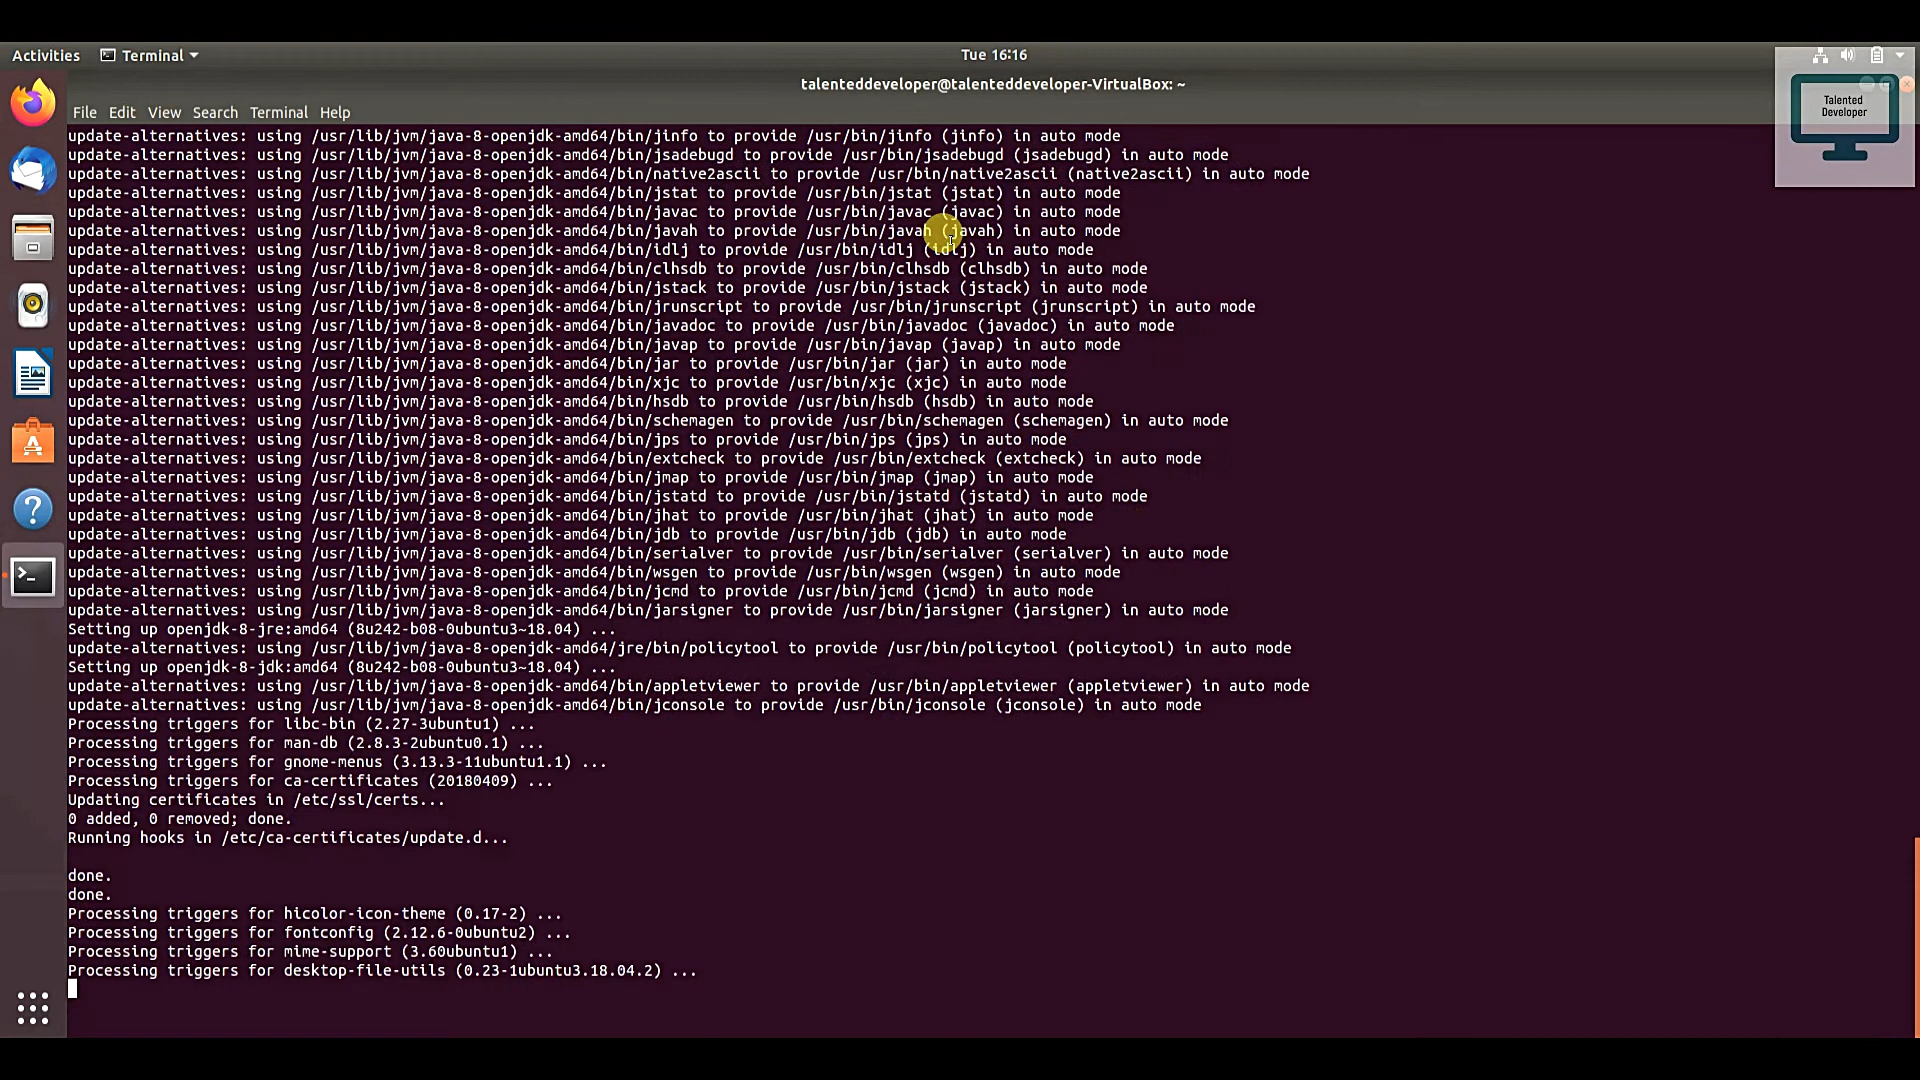 Activities Terminal Tue 16:16
talenteddeveloper@talenteddeveloper-VirtualBox: ~
Talented
Developer
File Edit View Search Terminal Help
update-alternatives: using /usr/lib/jvm/java-8-openjdk-amd64/bin/jinfo to provide /usr/bin/jinfo (jinfo) in auto mode
update-alternatives: using /usr/lib/jvm/java-8-openjdk-amd64/bin/jsadebugd to provide /usr/bin/jsadebugd (jsadebugd) in auto mode
update-alternatives: using /usr/lib/jvm/java-8-openjdk-amd64/bin/native2ascii to provide /usr/bin/native2ascii (native2ascii) in auto mode
update-alternatives: using /usr/lib/jvm/java-8-openjdk-amd64/bin/jstat to provide /usr/bin/jstat (jstat) in auto mode
update-alternatives: using /usr/lib/jvm/java-8-openjdk-amd64/bin/javac to provide /usr/bin/javac (javac) in auto mode
update-alternatives: using /usr/lib/jvm/java-8-openjdk-amd64/bin/javah to provide /usr/bin/javah (javah) in auto mode
update-alternatives: using /usr/lib/jvm/java-8-openjdk-amd64/bin/idlj to provide /usr/bin/idlj (idlj) in auto mode
update-alternatives: using /usr/lib/jvm/java-8-openjdk-amd64/bin/clhsdb to provide /usr/bin/clhsdb (clhsdb) in auto mode
update-alternatives: using /usr/lib/jvm/java-8-openjdk-amd64/bin/jstack to provide /usr/bin/jstack (jstack) in auto mode
update-alternatives: using /usr/lib/jvm/java-8-openjdk-amd64/bin/jrunscript to provide /usr/bin/jrunscript (jrunscript) in auto mode
update-alternatives: using /usr/lib/jvm/java-8-openjdk-amd64/bin/javadoc to provide /usr/bin/javadoc (javadoc) in auto mode
update-alternatives: using /usr/lib/jvm/java-8-openjdk-amd64/bin/javap to provide /usr/bin/javap (javap) in auto mode
update-alternatives: using /usr/lib/jvm/java-8-openjdk-amd64/bin/jar to provide /usr/bin/jar (jar) in auto mode
update-alternatives: using /usr/lib/jvm/java-8-openjdk-amd64/bin/xjc to provide /usr/bin/xjc (xjc) in auto mode
update-alternatives: using /usr/lib/jvm/java-8-openjdk-amd64/bin/hsdb to provide /usr/bin/hsdb (hsdb) in auto mode
update-alternatives: using /usr/lib/jvm/java-8-openjdk-amd64/bin/schemagen to provide /usr/bin/schemagen (schemagen) in auto mode
update-alternatives: using /usr/lib/jvm/java-8-openjdk-amd64/bin/jps to provide /usr/bin/jps (jps) in auto mode
update-alternatives: using /usr/lib/jvm/java-8-openjdk-amd64/bin/extcheck to provide /usr/bin/extcheck (extcheck) in auto mode
update-alternatives: using /usr/lib/jvm/java-8-openjdk-amd64/bin/jmap to provide /usr/bin/jmap (jmap) in auto mode
update-alternatives: using /usr/lib/jvm/java-8-openjdk-amd64/bin/jstatd to provide /usr/bin/jstatd (jstatd) in auto mode
update-alternatives: using /usr/lib/jvm/java-8-openjdk-amd64/bin/jhat to provide /usr/bin/jhat (jhat) in auto mode
update-alternatives: using /usr/lib/jvm/java-8-openjdk-amd64/bin/jdb to provide /usr/bin/jdb (jdb) in auto mode
update-alternatives: using /usr/lib/jvm/java-8-openjdk-amd64/bin/serialver to provide /usr/bin/serialver (serialver) in auto mode
update-alternatives: using /usr/lib/jvm/java-8-openjdk-amd64/bin/wsgen to provide /usr/bin/wsgen (wsgen) in auto mode
update-alternatives: using /usr/lib/jvm/java-8-openjdk-amd64/bin/jcmd to provide /usr/bin/jcmd (jcmd) in auto mode
update-alternatives: using /usr/lib/jvm/java-8-openjdk-amd64/bin/jarsigner to provide /usr/bin/jarsigner (jarsigner) in auto mode
Setting up openjdk-8-jre:amd64 (8u242-b08-0ubuntu3~18.04) ...
update-alternatives: using /usr/lib/jvm/java-8-openjdk-amd64/jre/bin/policytool to provide /usr/bin/policytool (policytool) in auto mode
Setting up openjdk-8-jdk:amd64 (8u242-b08-0ubuntu3~18.04) ...
update-alternatives: using /usr/lib/jvm/java-8-openjdk-amd64/bin/appletviewer to provide /usr/bin/appletviewer (appletviewer) in auto mode
update-alternatives: using /usr/lib/jvm/java-8-openjdk-amd64/bin/jconsole to provide /usr/bin/jconsole (jconsole) in auto mode
Processing triggers for libc-bin (2.27-3ubuntu1) ...
Processing triggers for man-db (2.8.3-2ubuntu0.1) ...
Processing triggers for gnome-menus (3.13.3-11ubuntu1.1) ...
Processing triggers for ca-certificates (20180409) ...
Updating certificates in /etc/ssl/certs...
0 added, 0 removed; done.
Running hooks in /etc/ca-certificates/update.d...
done.
done.
Processing triggers for hicolor-icon-theme (0.17-2) ...
Processing triggers for fontconfig (2.12.6-0ubuntu2) ...
Processing triggers for mime-support (3.60ubuntu1) ...
Processing triggers for desktop-file-utils (0.23-1ubuntu3.18.04.2) ...